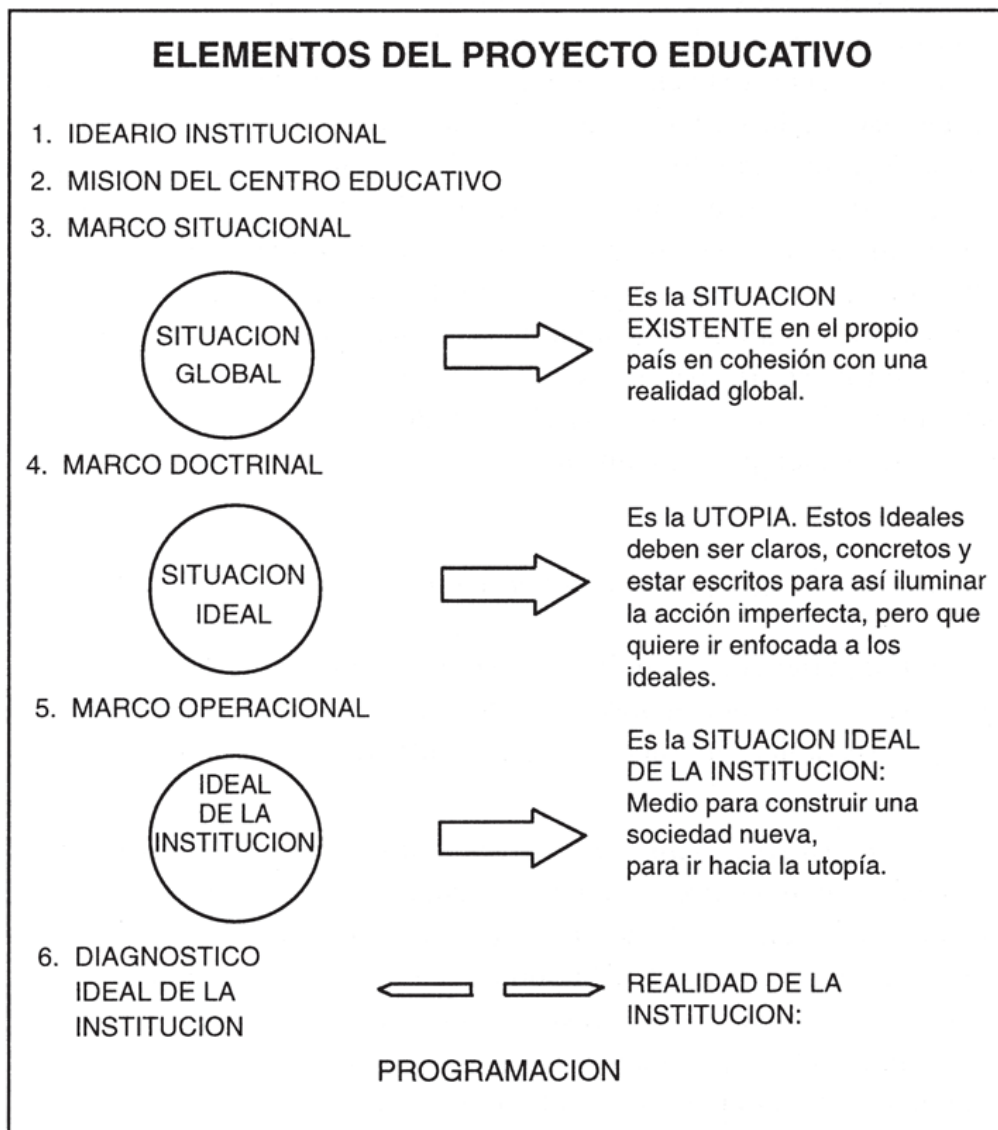 ELEMENTOS DEL PROYECTO EDUCATIVO
1. IDEARIO INSTITUCIONAL
2. MISION DEL CENTRO EDUCATIVO
3. MARCO SITUACIONAL
SITUACION
GLOBAL
Es la SITUACION
EXISTENTE en el propio
país en cohesión con una
realidad global.
4. MARCO DOCTRINAL
SITUACION
IDEAL
Es la UTOPIA. Estos Ideales
deben ser claros, concretos y
estar escritos para así iluminar
la acción imperfecta, pero que
quiere ir enfocada a los
ideales.
5. MARCO OPERACIONAL
IDEAL
DE LA
INSTITUCION
Es la SITUACION IDEAL
DE LA INSTITUCION:
Medio para construir una
sociedad nueva,
para ir hacia la utopía.
6. DIAGNOSTICO
IDEAL DE LA
INSTITUCION
REALIDAD DE LA
INSTITUCION:
PROGRAMACION